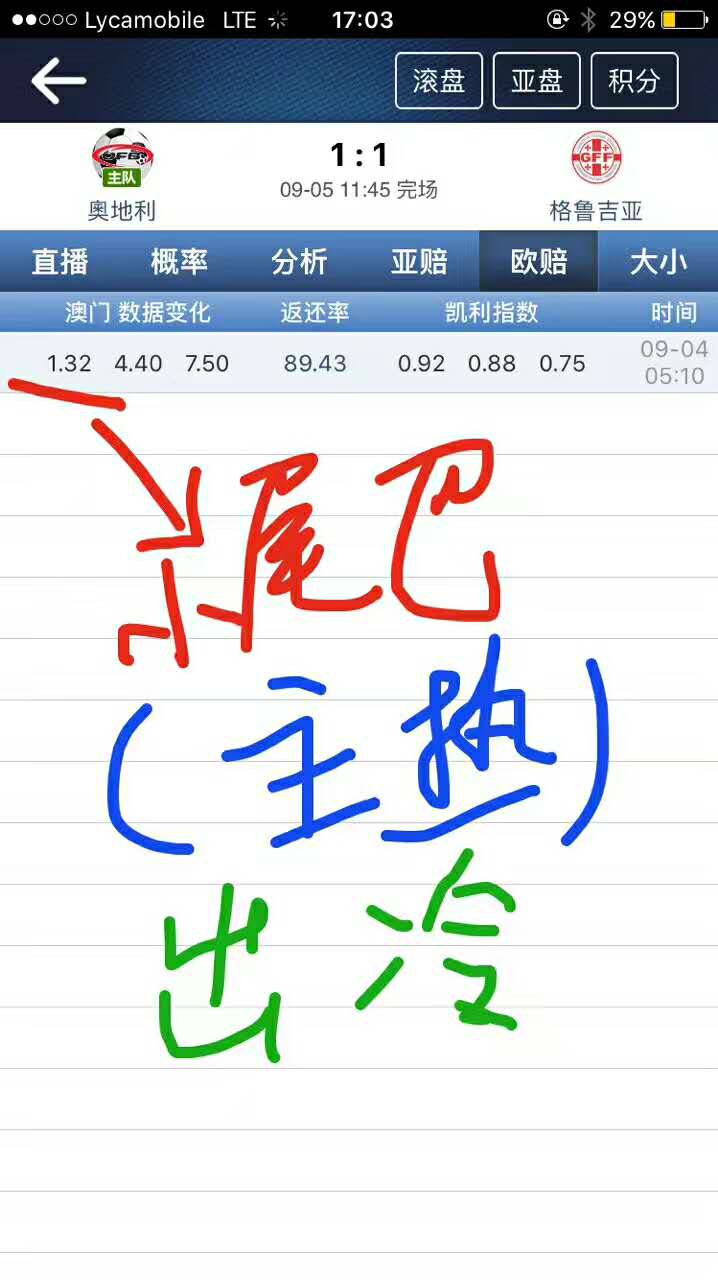 Lycamobile LTE 17:03 29%
滚盘 亚盘 积分
1:1
09-05 11:45 完场
主队
GFF
奥地利 格鲁吉亚
直播 概率 分析 亚赔 欧赔 大小
澳门 数据变化 返还率 凯利指数 时间
1.32 4.40 7.50 89.43 0.92 0.88 0.75 09-04
05:10
尾巴
(主热)
出冷